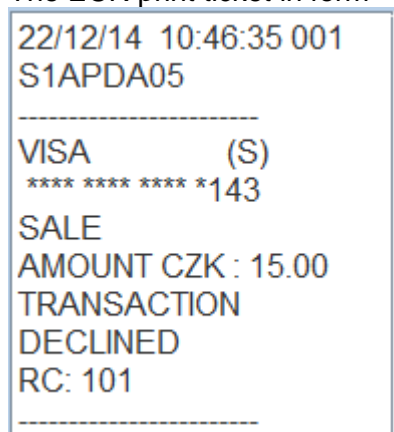 22/12/14 10:46:35 001
S1APDA05
------------------------
VISA (S)
**** **** **** *143
SALE
AMOUNT CZK : 15.00
TRANSACTION
DECLINED
RC: 101
------------------------